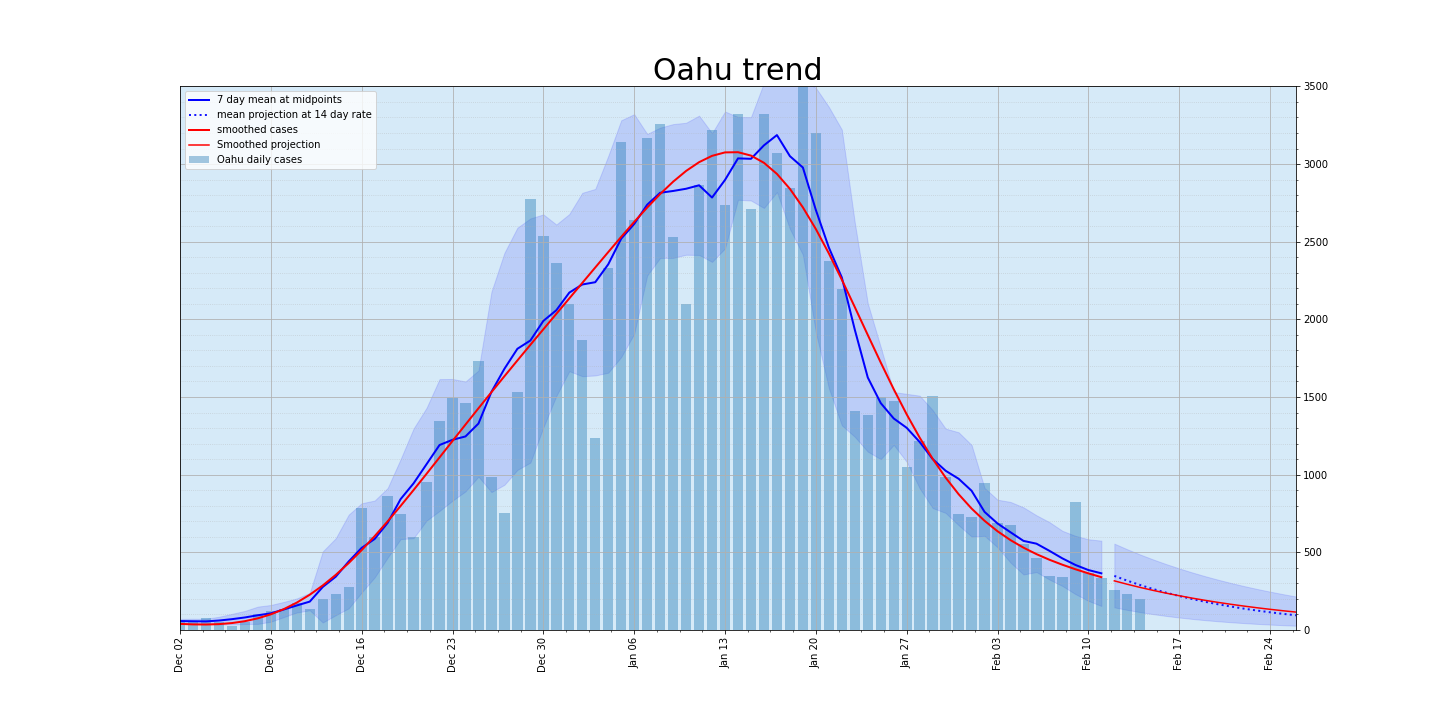 Oahu trend
7 day mean at midpoints
mean projection at 14 day rate
smoothed cases
Smoothed projection
Oahu daily cases
3500
3000
2500
2000
1500
1000
500
0
Dec 02
Dec 09
Dec 16
Dec 23
Dec 30
Jan 06
Jan 13
Jan 20
Jan 27
Feb 03
Feb 10
Feb 17
Feb 24